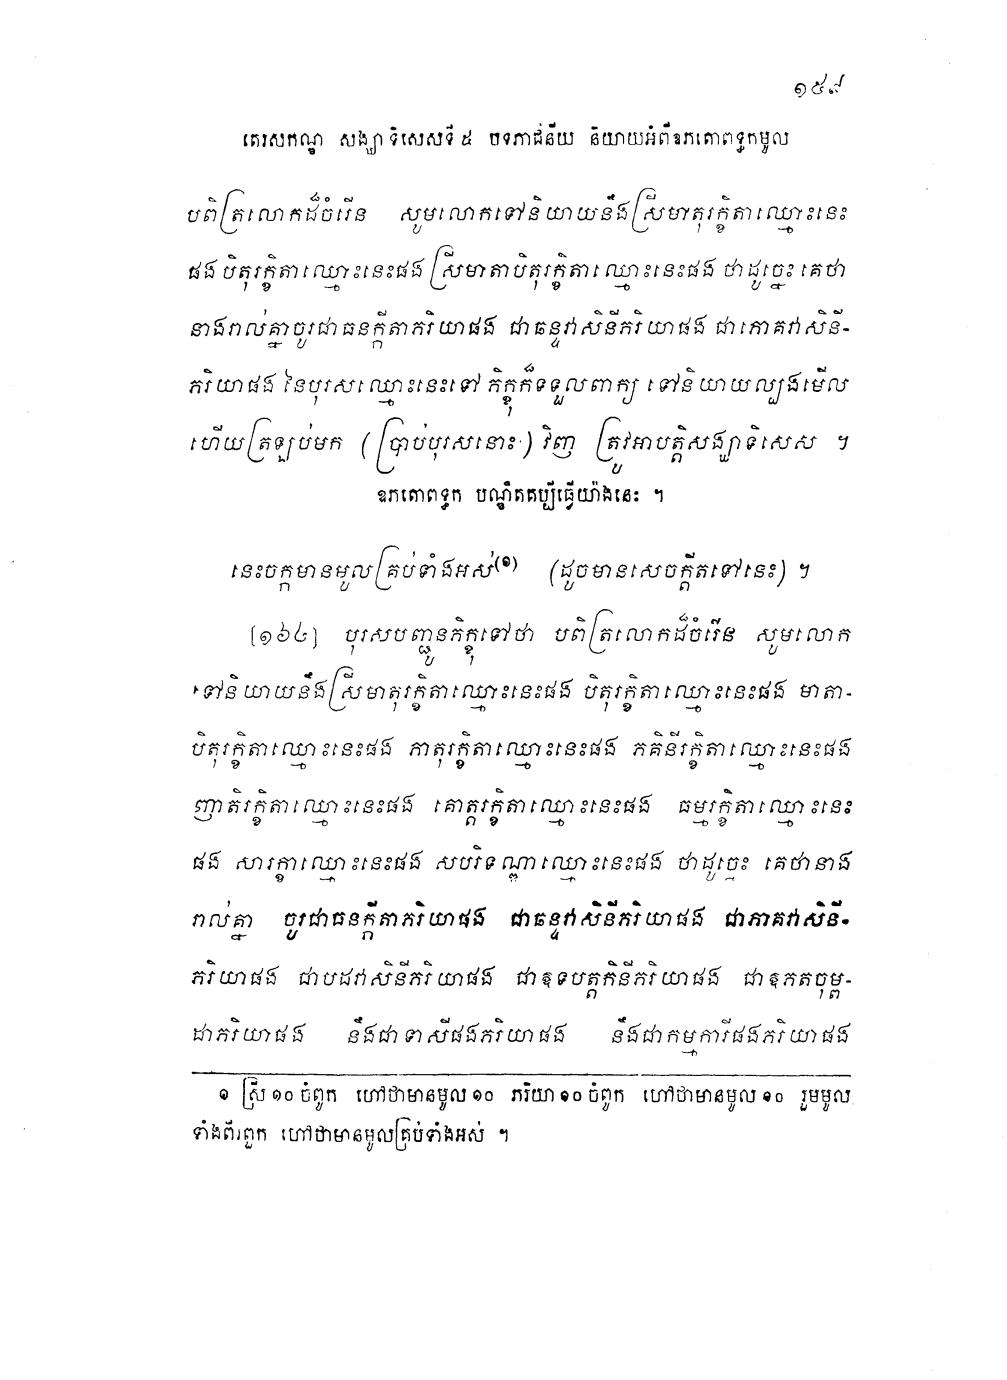 ១៥៩
តេរសកណ្ឌ សង្ឃាទិសេសទី ៥ បទភាជនីយ និយាយអំពីឧភតោពទ្ធកមូល
បពិត្រលោកដ៏ចំរើន សូមលោកទៅនិយាយនឹងស្រីមាតុរក្ខិតាឈ្មោះនេះ
ផង បិតុរក្ខិតាឈ្មោះនេះផង ស្រីមាតាបិតុរក្ខិតាឈ្មោះនេះផង ថាដូច្នេះ គេថា
នាងរាល់គ្នាចូរជាធនក្កីតាភរិយាផង ជាឆន្ទវាសិនីភរិយាផង ជាភោគវាសិនី-
ភរិយាផង នៃបុរសឈ្មោះនេះទៅ ភិក្ខុក៏ទទួលពាក្យ ទៅនិយាយល្បងមើល
ហើយត្រឡប់មក (ប្រាប់បុរសនោះ) វិញ ត្រូវអាបត្តិសង្ឃាទិសេស ។
ឧភតោពទ្ធក បណ្ឌិតគប្បីធ្វើយ៉ាងនេះ ។
នេះចក្កមានមូលគ្រប់ទាំងអស់(១) (ដូចមានសេចក្តីតទៅនេះ) ។
[១៦៤] បុរសបញ្ជូនភិក្ខុទៅថា បពិត្រលោកដ៏ចំរើន សូមលោក
ទៅនិយាយនឹងស្រីមាតុរក្ខិតាឈ្មោះនេះផង បិតុរក្ខិតាឈ្មោះនេះផង មាតា-
បិតុរក្ខិតាឈ្មោះនេះផង ភាតុរក្ខិតាឈ្មោះនេះផង ភគិនីរក្ខិតាឈ្មោះនេះផង
ញាតិរក្ខិតាឈ្មោះនេះផង គោត្តរក្ខិតាឈ្មោះនេះផង ធម្មរក្ខិតាឈ្មោះនេះ
ផង សារក្ខាឈ្មោះនេះផង សបរិទណ្ឌាឈ្មោះនេះផង ថាដូច្នេះ គេថានាង
រាល់គ្នា ចូរជាធនក្កីតាភរិយាផង ជាឆន្ទវាសិនីភរិយាផង ជាភោគវាសិនី-
ភរិយាផង ជាបដវាសិនីភរិយាផង ជាឧទបត្តកិនីភរិយាផង ជាឧភតចុម្ព-
ដាភរិយាផង នឹងជាទាសីផងភរិយាផង នឹងជាកម្មការីផងភរិយាផង
១ ស្រី ១០ ចំពូក ហៅថាមានមូល ១០ ភរិយា ១០ ចំពូក ហៅថាមានមូល ១០ រួមមូល
ទាំងពីរពួក ហៅថាមានមូលគ្រប់ទាំងអស់ ។